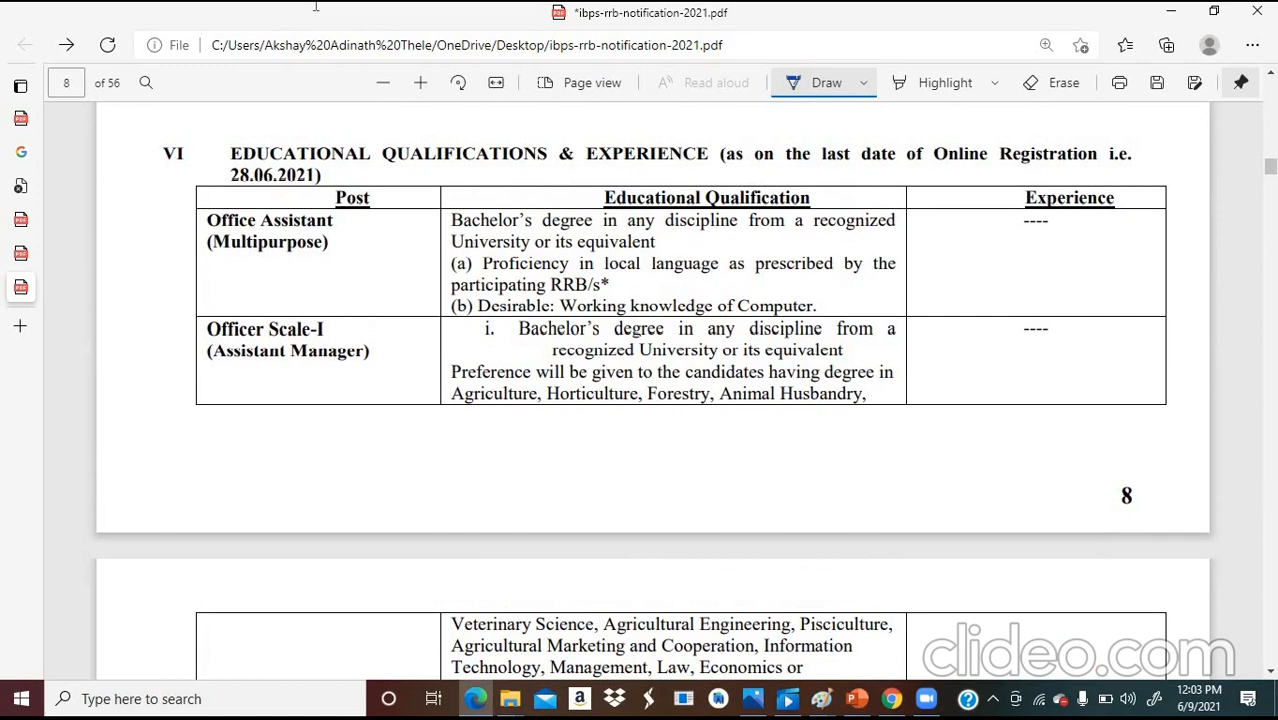 *ibps-rrb-notification-2021.pdf
File C:/Users/Akshay%20Adinath%20Thele/OneDrive/Desktop/ibps-rrb-notification-2021.pdf
8 of 56 Page view Read aloud Draw Highlight Erase
VI EDUCATIONAL QUALIFICATIONS & EXPERIENCE (as on the last date of Online Registration i.e.
28.06.2021)
Post Educational Qualification Experience
Office Assistant
(Multipurpose)
Bachelor's degree in any discipline from a recognized
University or its equivalent
(a) Proficiency in local language as prescribed by the
participating RRB/s*
(b) Desirable: Working knowledge of Computer.
----
Officer Scale-I
(Assistant Manager)
i. Bachelor's degree in any discipline from a
recognized University or its equivalent
Preference will be given to the candidates having degree in
Agriculture, Horticulture, Forestry, Animal Husbandry,
----
8
Veterinary Science, Agricultural Engineering, Pisciculture,
Agricultural Marketing and Cooperation, Information
Technology, Management, Law, Economics or
clideo.com
Type here to search
12:03 PM
6/9/2021